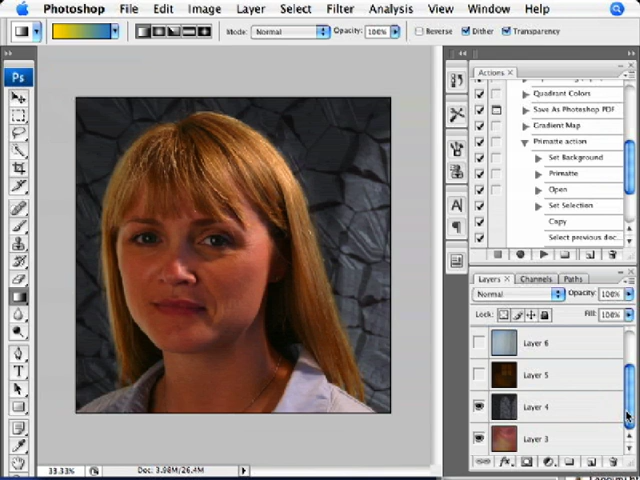 Photoshop File Edit Image Layer Select Filter Analysis View Window Help
Mode: Normal Opacity: 100% Reverse Dither Transparency
Ps
Actions
Quadrant Colors
Save As Photoshop PDF
Gradient Map
Primatte action
Set Background
Primatte
Open
Set Selection
Copy
Select previous doc...
Layers Channels Paths
Normal Opacity: 100%
Lock: Fill: 100%
Layer 6
Layer 5
Layer 4
Layer 3
33.33% Doc: 3.98M/26.4M